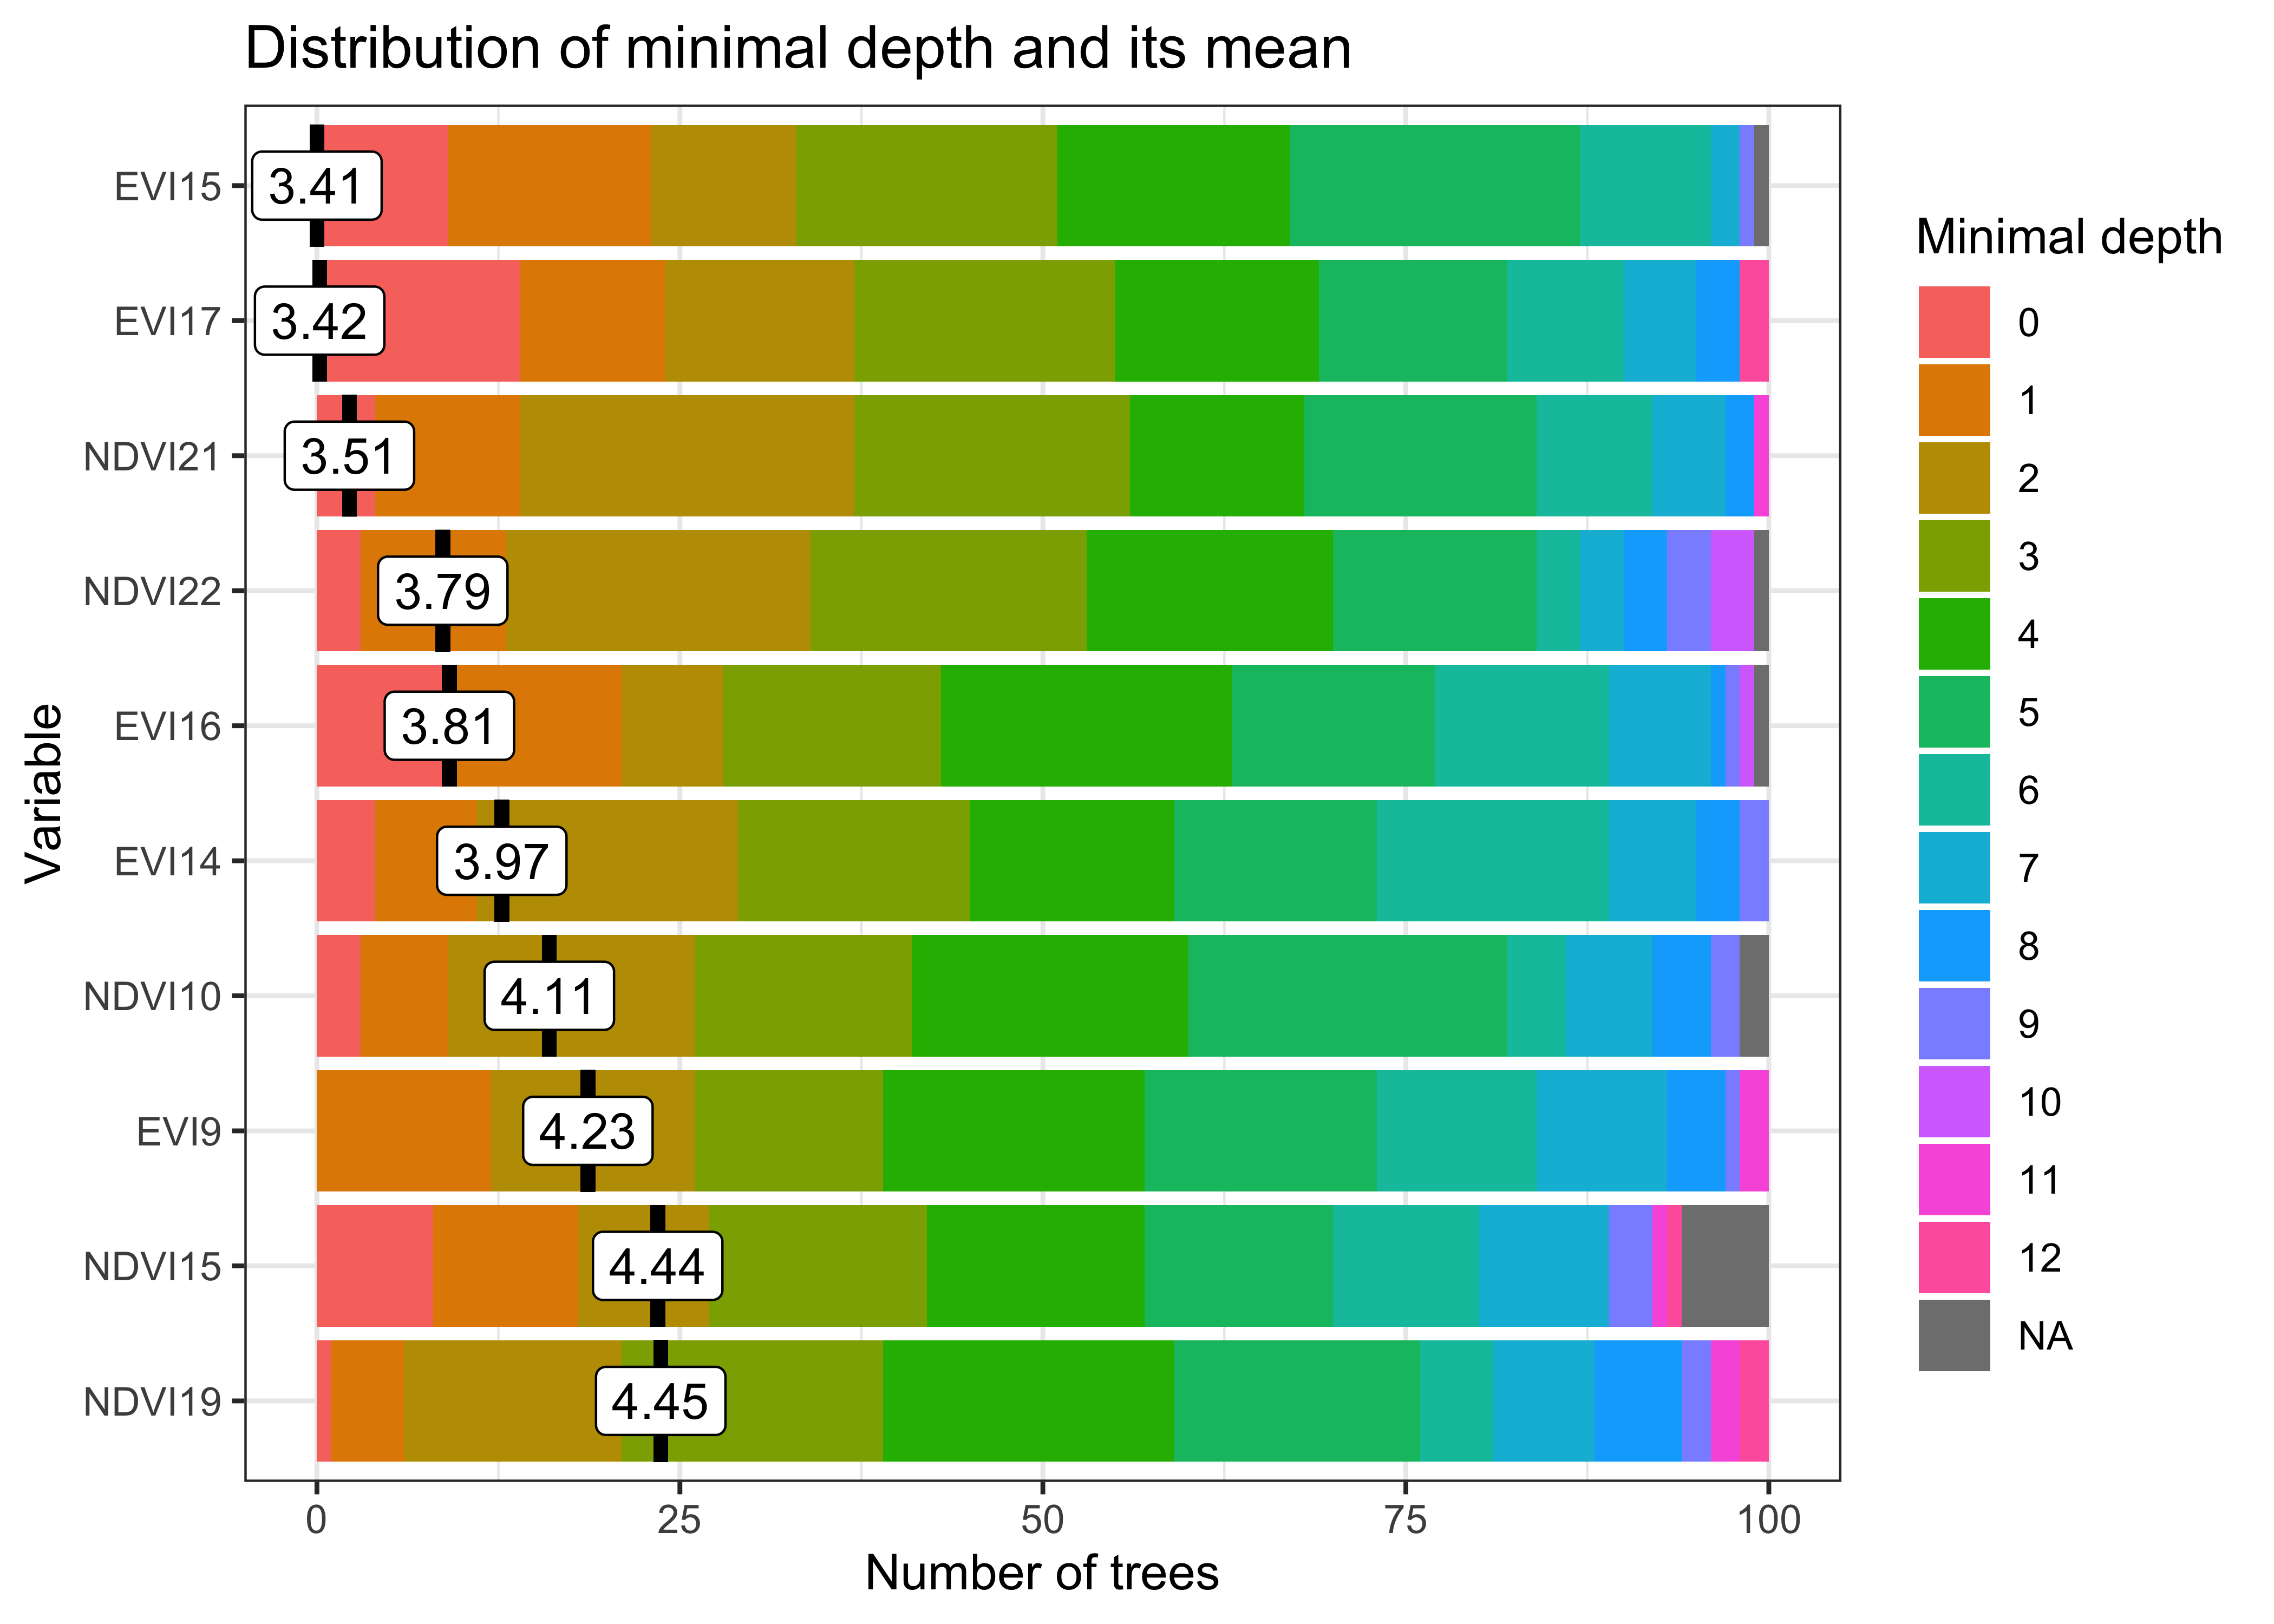 Distribution of minimal depth and its mean
Variable
EVI15
3.41
EVI17
3.42
NDVI21
3.51
NDVI22
3.79
EVI16
3.81
EVI14
3.97
NDVI10
4.11
EVI9
4.23
NDVI15
4.44
NDVI19
4.45
0
25
50
75
100
Number of trees
Minimal depth
0
1
2
3
4
5
6
7
8
9
10
11
12
NA